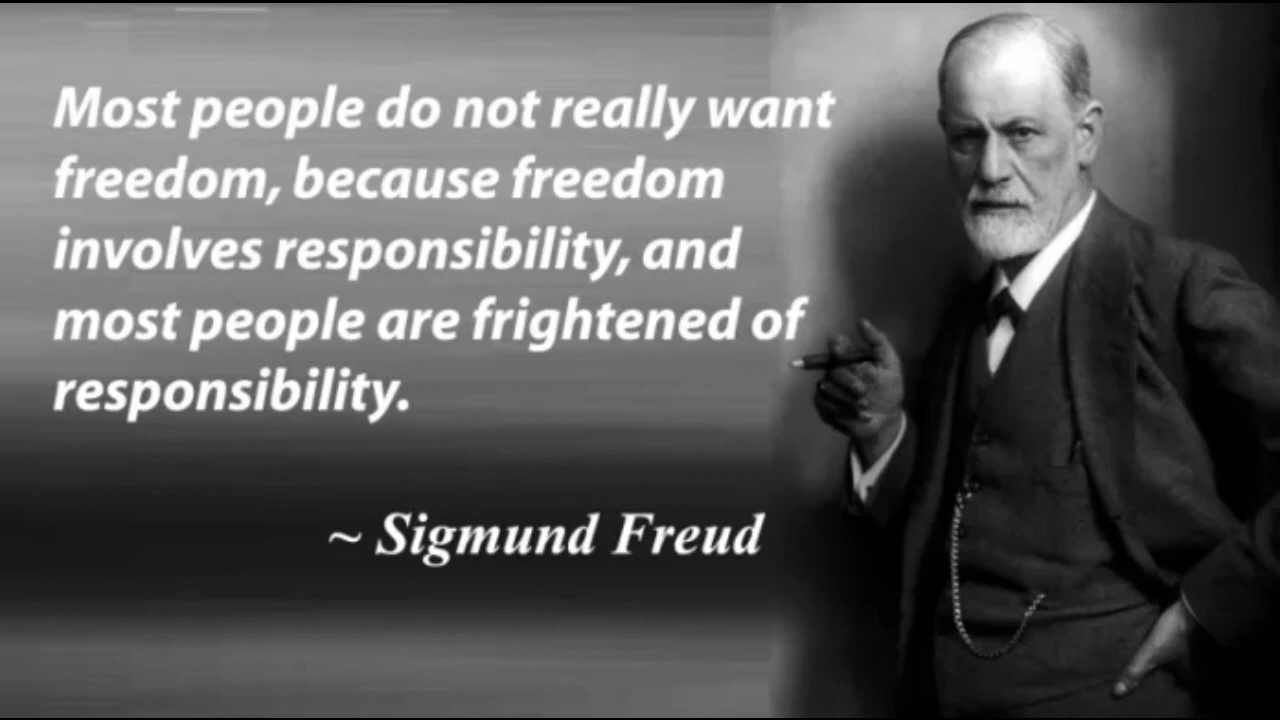 Most people do not really want
freedom, because freedom
involves responsibility, and
most people are frightened of
responsibility.
~ Sigmund Freud